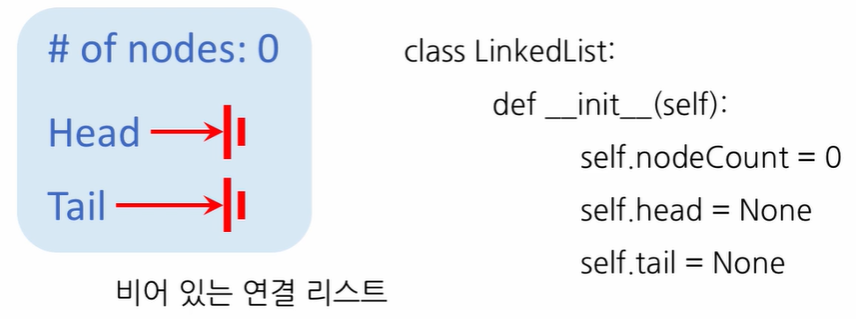 # of nodes: 0
Head
Tail
비어 있는 연결 리스트
class LinkedList:
def __init__(self):
self.nodeCount = 0
self.head = None
self.tail = None